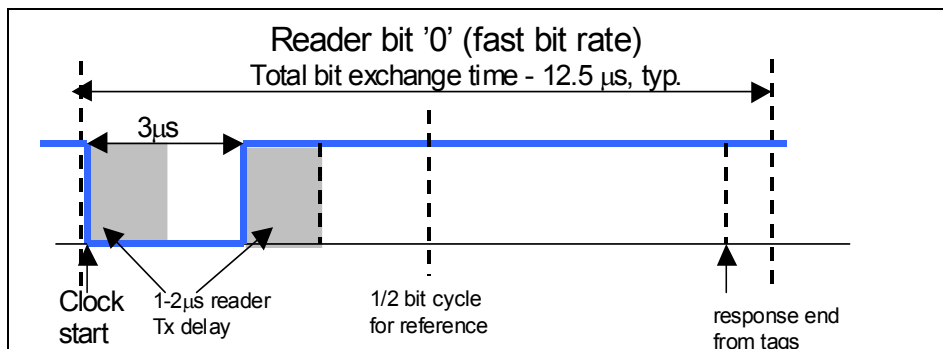 Reader bit '0' (fast bit rate)
Total bit exchange time - 12.5 µs, typ.
3µs
Clock
start
1-2µs reader
Tx delay
1/2 bit cycle
for reference
response end
from tags